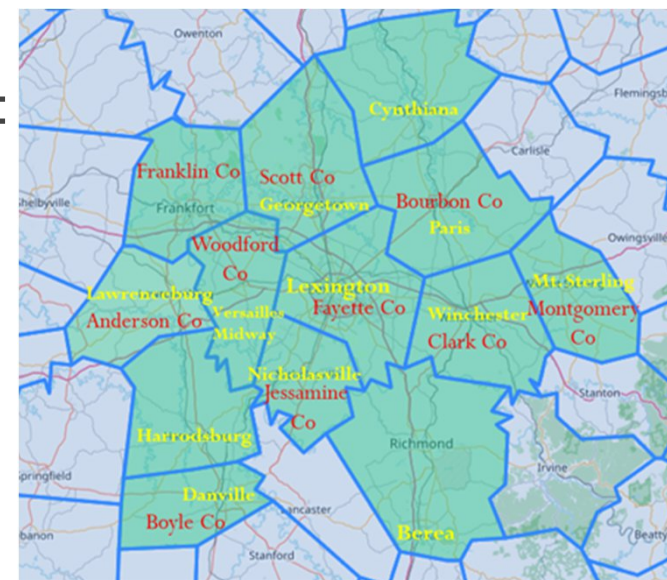 Owenton
Cynthiana
Flemingsb
Carlisle
Franklin Co
Scott Co
Bourbon Co
Shelbyville
Frankfort
Georgetown
Paris
Woodford
Co
Owingsville
Lawrenceburg
Lexington
Mt. Sterling
Anderson Co
Versailles
Midway
Fayette Co
Winchester
Montgomery
Co
Clark Co
Nicholasville
Jessamine
Co
Stanton
Harrodsburg
Richmond
Springfield
Irvine
Danville
Boyle Co
Lancaster
banon
Berea
Beatty
Stanford